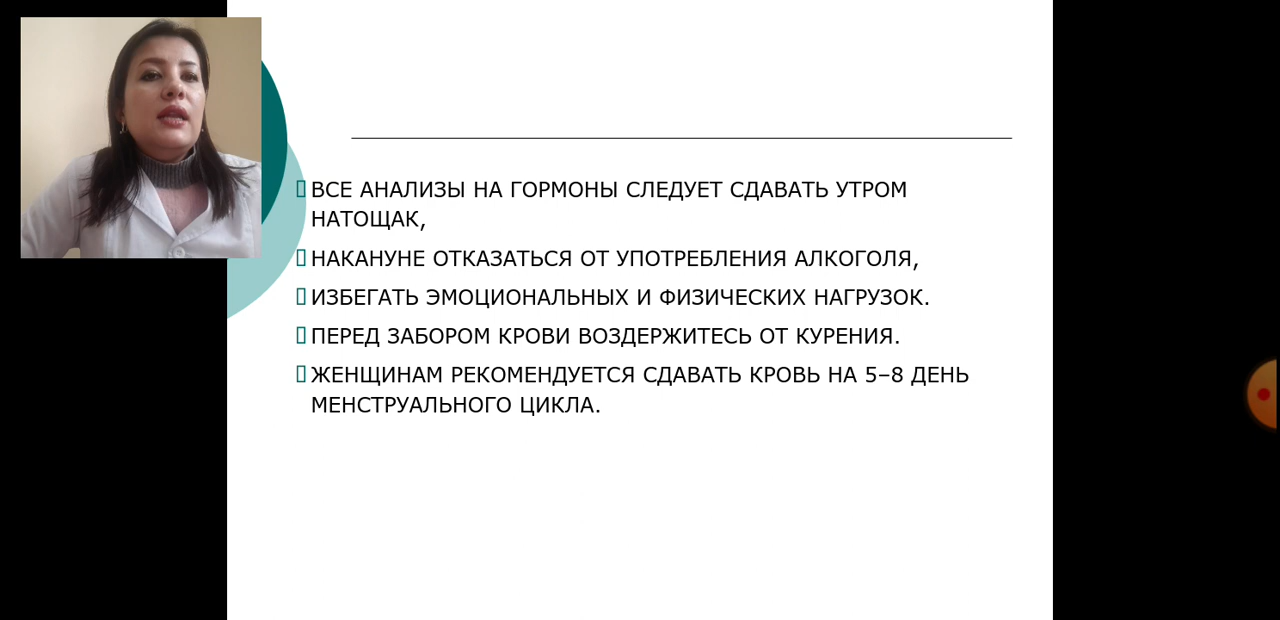 ВСЕ АНАЛИЗЫ НА ГОРМОНЫ СЛЕДУЕТ СДАВАТЬ УТРОМ
НАТОЩАК,
НАКАНУНЕ ОТКАЗАТЬСЯ ОТ УПОТРЕБЛЕНИЯ АЛКОГОЛЯ,
ИЗБЕГАТЬ ЭМОЦИОНАЛЬНЫХ И ФИЗИЧЕСКИХ НАГРУЗОК.
ПЕРЕД ЗАБОРОМ КРОВИ ВОЗДЕРЖИТЕСЬ ОТ КУРЕНИЯ.
ЖЕНЩИНАМ РЕКОМЕНДУЕТСЯ СДАВАТЬ КРОВЬ НА 5–8 ДЕНЬ
МЕНСТРУАЛЬНОГО ЦИКЛА.